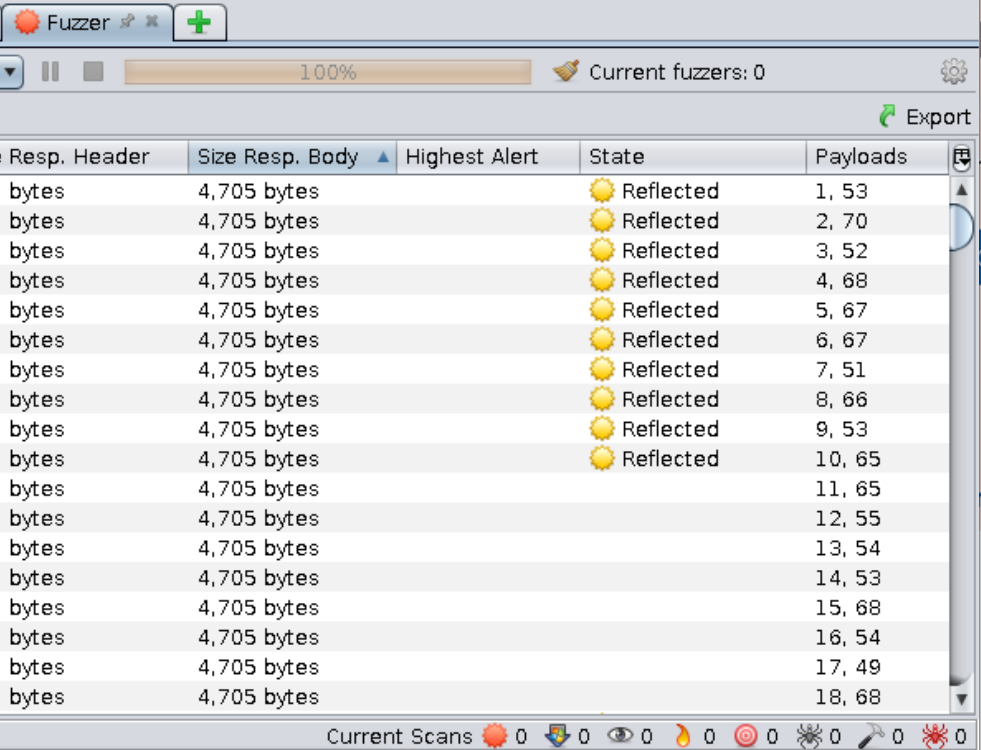 Fuzzer
100% Current fuzzers: 0
Export
Resp. Header Size Resp. Body Highest Alert State Payloads
bytes 4,705 bytes Reflected 1, 53
bytes 4,705 bytes Reflected 2, 70
bytes 4,705 bytes Reflected 3, 52
bytes 4,705 bytes Reflected 4, 68
bytes 4,705 bytes Reflected 5, 67
bytes 4,705 bytes Reflected 6, 67
bytes 4,705 bytes Reflected 7, 51
bytes 4,705 bytes Reflected 8, 66
bytes 4,705 bytes Reflected 9, 53
bytes 4,705 bytes Reflected 10, 65
bytes 4,705 bytes 11, 65
bytes 4,705 bytes 12, 55
bytes 4,705 bytes 13, 54
bytes 4,705 bytes 14, 53
bytes 4,705 bytes 15, 68
bytes 4,705 bytes 16, 54
bytes 4,705 bytes 17, 49
bytes 4,705 bytes 18, 68
Current Scans 0 0 0 0 0 0 0 0